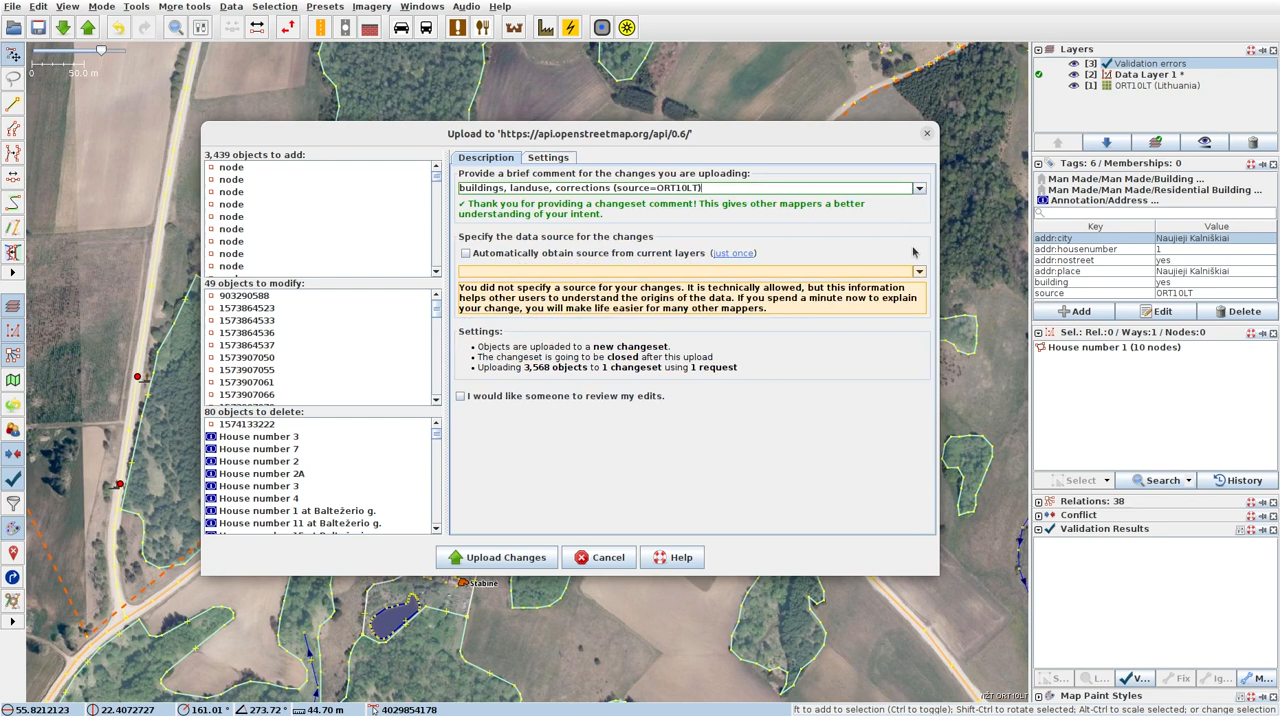 File Edit View Mode Tools More tools Data Selection Presets Imagery Windows Audio Help
0 50.0 m
Upload to 'https://api.openstreetmap.org/api/0.6/'
3,439 objects to add:
node
node
node
node
node
node
node
node
node
49 objects to modify:
903290588
1573864523
1573864533
1573864536
1573864537
1573907050
1573907055
1573907061
1573907066
80 objects to delete:
1574133222
House number 3
House number 7
House number 2
House number 2A
House number 3
House number 4
House number 1 at Baltežerio g.
House number 11 at Baltežerio g.
Description Settings
Provide a brief comment for the changes you are uploading:
buildings, landuse, corrections (source=ORT10LT)
✔ Thank you for providing a changeset comment! This gives other mappers a better
understanding of your intent.
Specify the data source for the changes
Automatically obtain source from current layers (just once)
You did not specify a source for your changes. It is technically allowed, but this information
helps other users to understand the origins of the data. If you spend a minute now to explain
your change, you will make life easier for many other mappers.
Settings:
• Objects are uploaded to a new changeset.
• The changeset is going to be closed after this upload
• Uploading 3,568 objects to 1 changeset using 1 request
I would like someone to review my edits.
Upload Changes Cancel Help
Stabinė
Layers
[3] Validation errors
[2] Data Layer 1 *
[1] ORT10LT (Lithuania)
Tags: 6 / Memberships: 0
Man Made/Man Made/Building ...
Man Made/Man Made/Residential Building ...
Annotation/Address ...
Key Value
addr:city Naujieji Kalniškiai
addr:housenumber 1
addr:nostreet yes
addr:place Naujieji Kalniškiai
building yes
source ORT10LT
Add Edit Delete
Sel.: Rel.:0 / Ways:1 / Nodes:0
House number 1 (10 nodes)
Select Search History
Relations: 38
Conflict
Validation Results
S... L... V... Fix Ig... M...
Map Paint Styles
55.8212123 22.4072727 161.01 ° 273.72 ° 44.70 m 4029854178 ft to add to selection (Ctrl to toggle); Shift-Ctrl to rotate selected; Alt-Ctrl to scale selected; or change selection